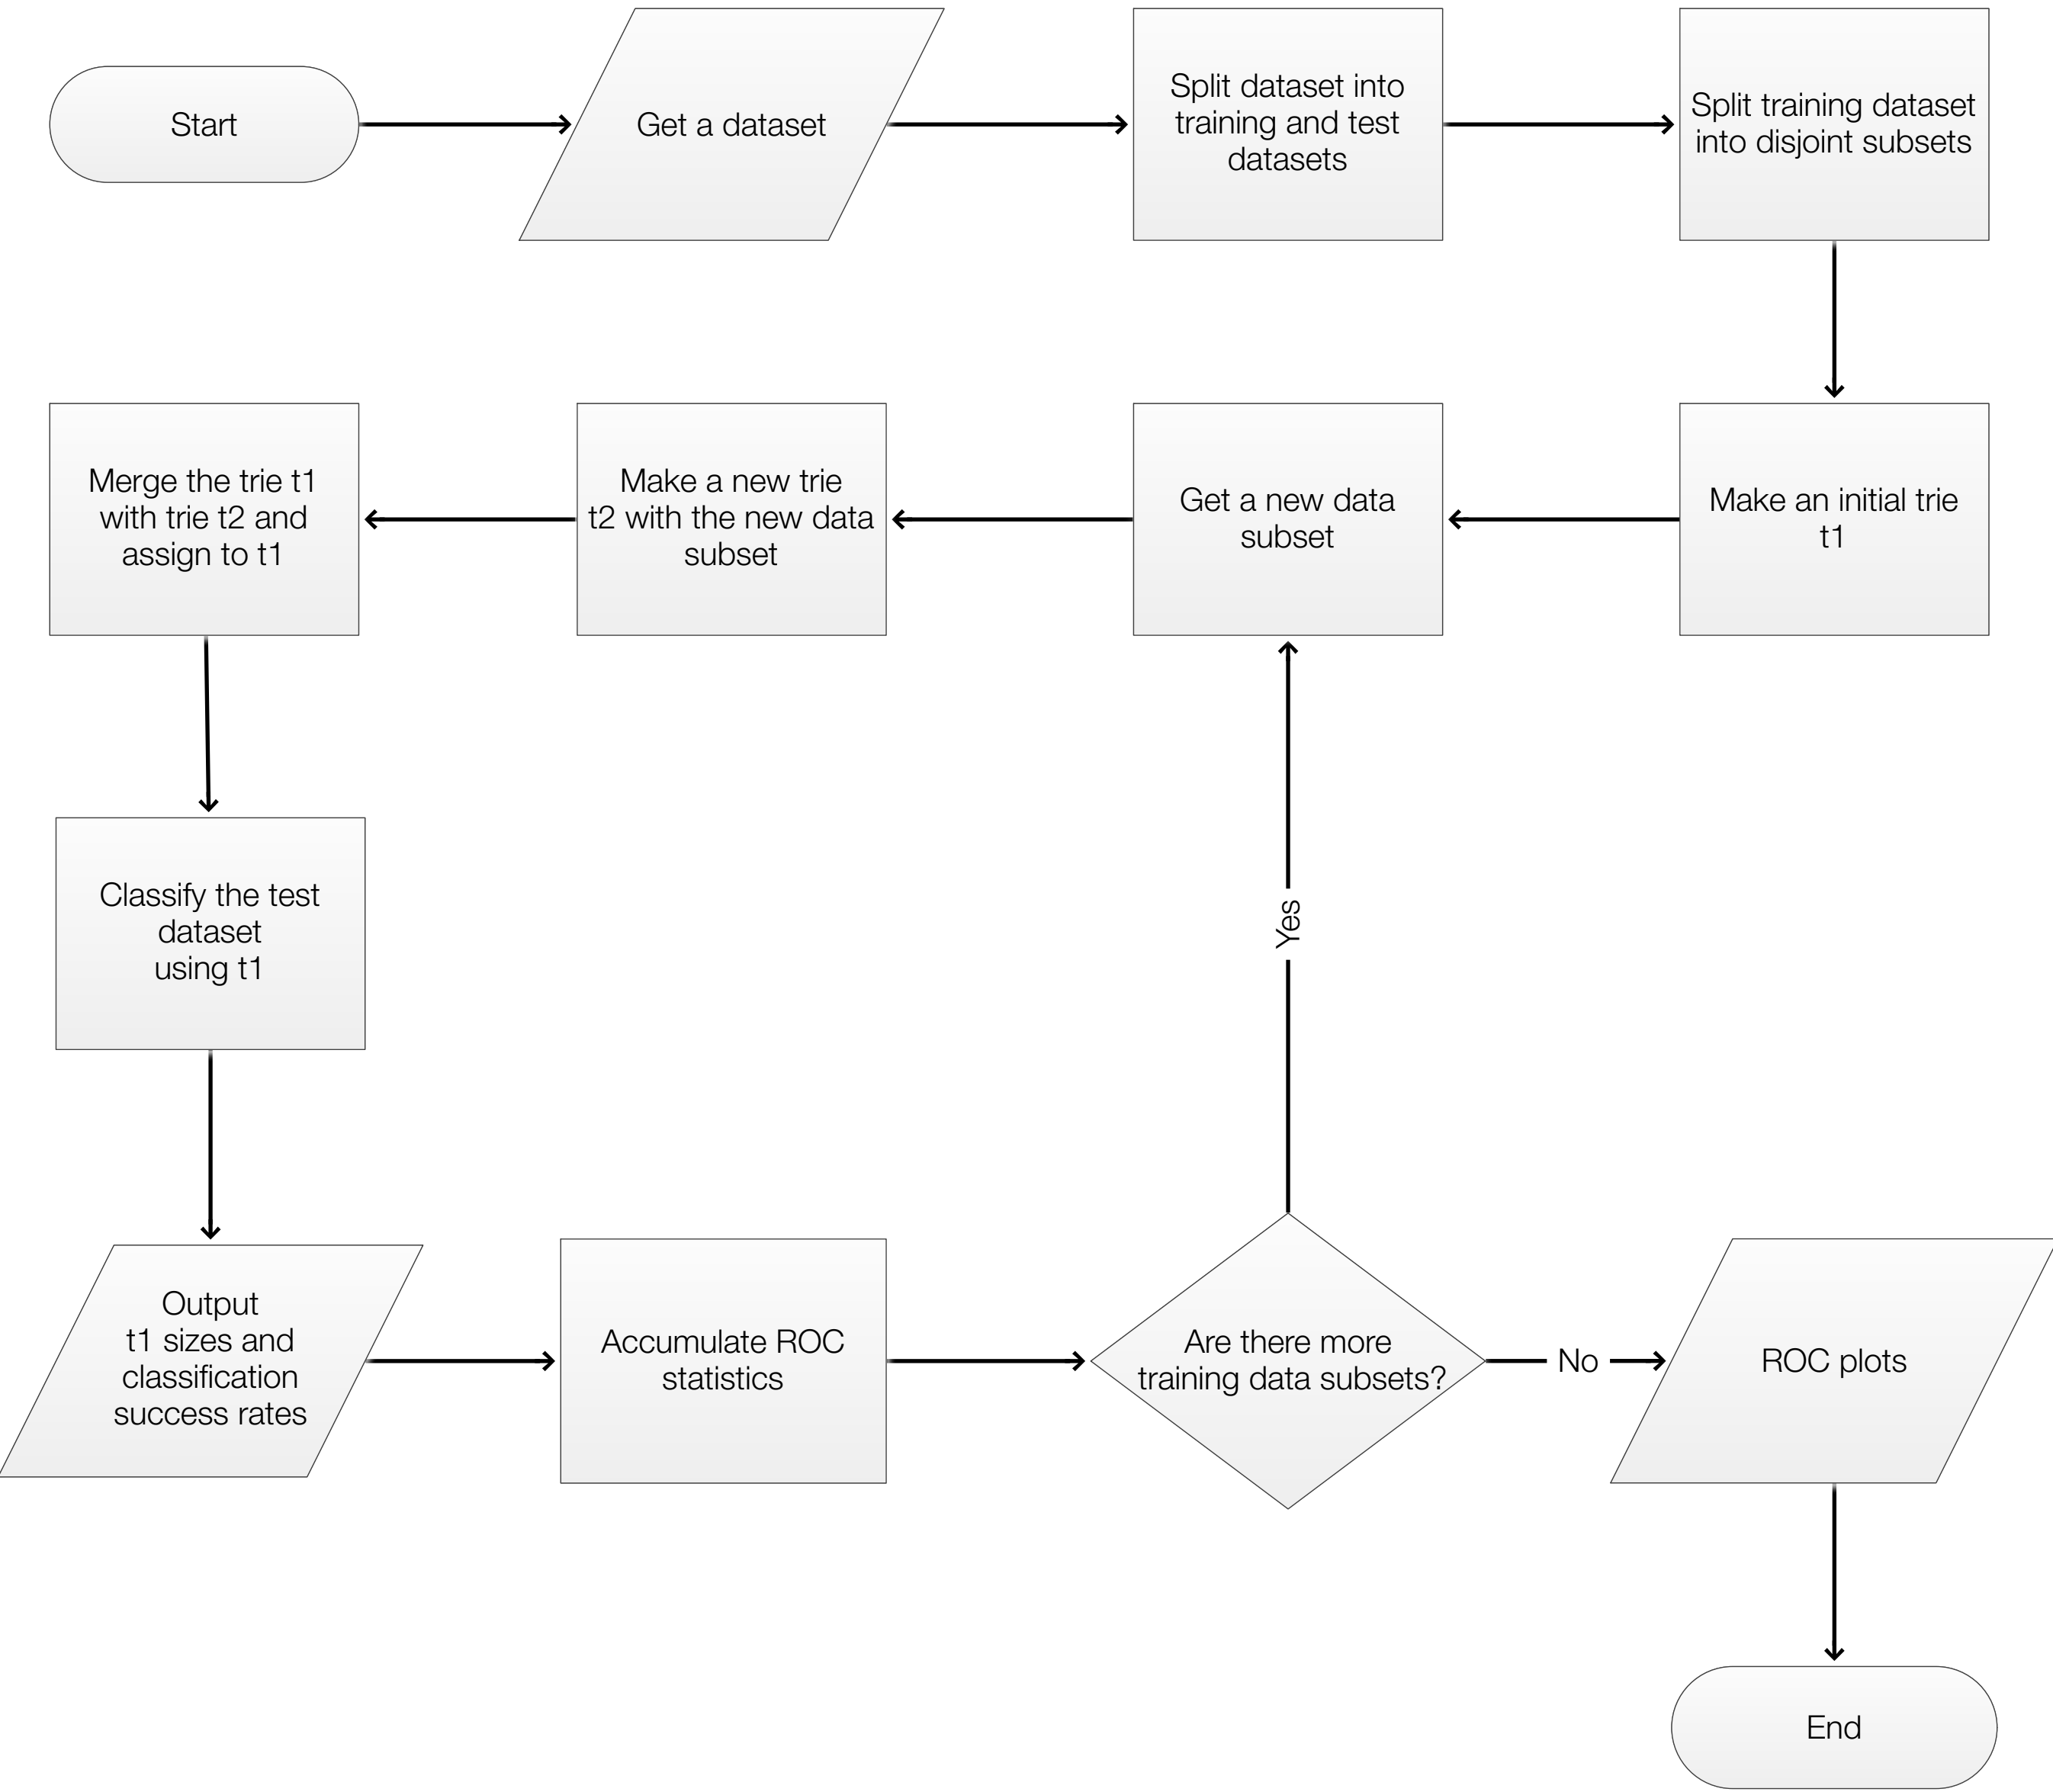 Start
Get a dataset
Split dataset into
training and test
datasets
Split training dataset
into disjoint subsets
Make an initial trie
t1
Get a new data
subset
Make a new trie
t2 with the new data
subset
Merge the trie t1
with trie t2 and
assign to t1
Classify the test
dataset
using t1
Output
t1 sizes and
classification
success rates
Accumulate ROC
statistics
Are there more
training data subsets?
Yes
No
ROC plots
End